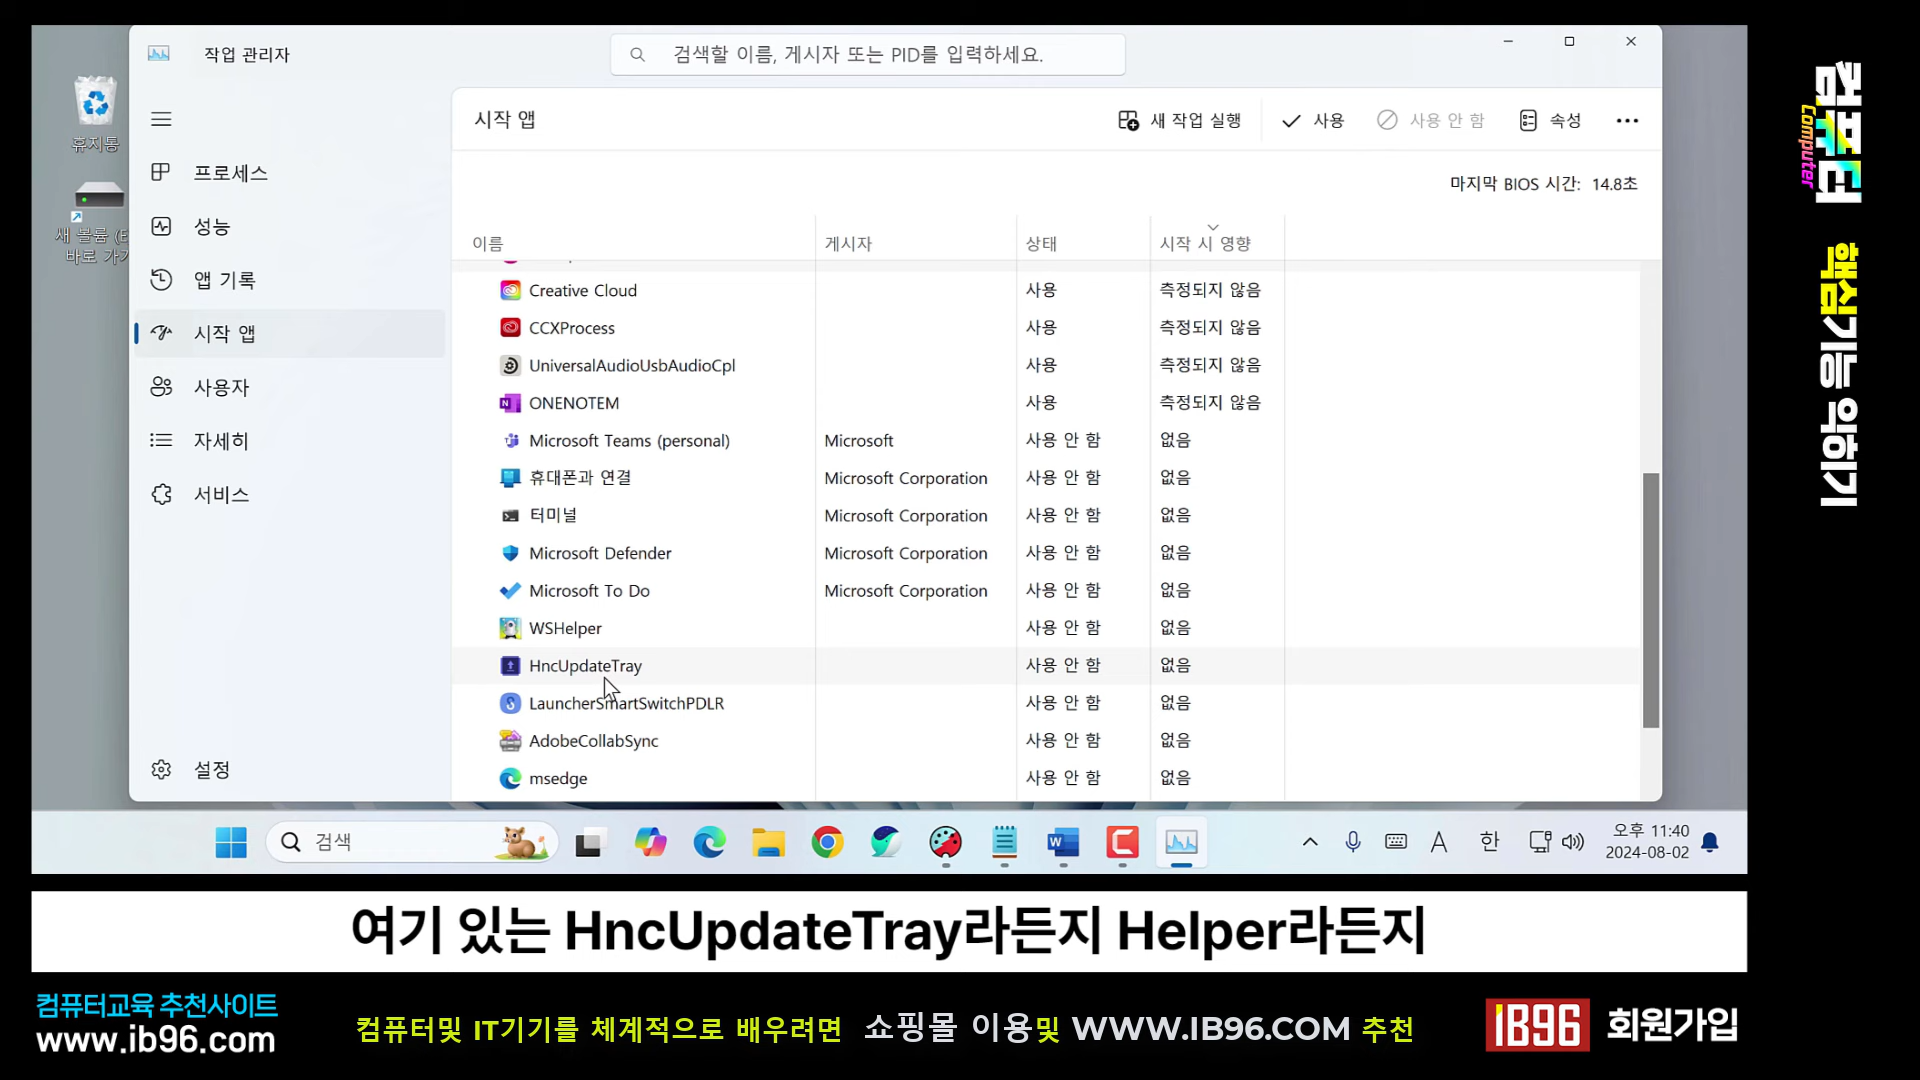 작업 관리자
검색할 이름, 게시자 또는 PID를 입력하세요.
휴지통
새 볼륨 (E
바로 가기
프로세스
성능
앱 기록
시작 앱
사용자
자세히
서비스
설정
시작 앱
새 작업 실행
사용
사용 안 함
속성
마지막 BIOS 시간: 14.8초
이름 게시자 상태 시작 시 영향
Creative Cloud 사용 측정되지 않음
CCXProcess 사용 측정되지 않음
UniversalAudioUsbAudioCpl 사용 측정되지 않음
ONENOTEM 사용 측정되지 않음
Microsoft Teams (personal) Microsoft 사용 안 함 없음
휴대폰과 연결 Microsoft Corporation 사용 안 함 없음
터미널 Microsoft Corporation 사용 안 함 없음
Microsoft Defender Microsoft Corporation 사용 안 함 없음
Microsoft To Do Microsoft Corporation 사용 안 함 없음
WSHelper 사용 안 함 없음
HncUpdateTray 사용 안 함 없음
LauncherSmartSwitchPDLR 사용 안 함 없음
AdobeCollabSync 사용 안 함 없음
msedge 사용 안 함 없음
검색
A 한
오후 11:40
2024-08-02
컴퓨터 핵심기능 익히기
Computer
여기 있는 HncUpdateTray라든지 Helper라든지
컴퓨터교육 추천사이트
www.ib96.com
컴퓨터및 IT기기를 체계적으로 배우려면 쇼핑몰 이용및 WWW.IB96.COM 추천
IB96 회원가입